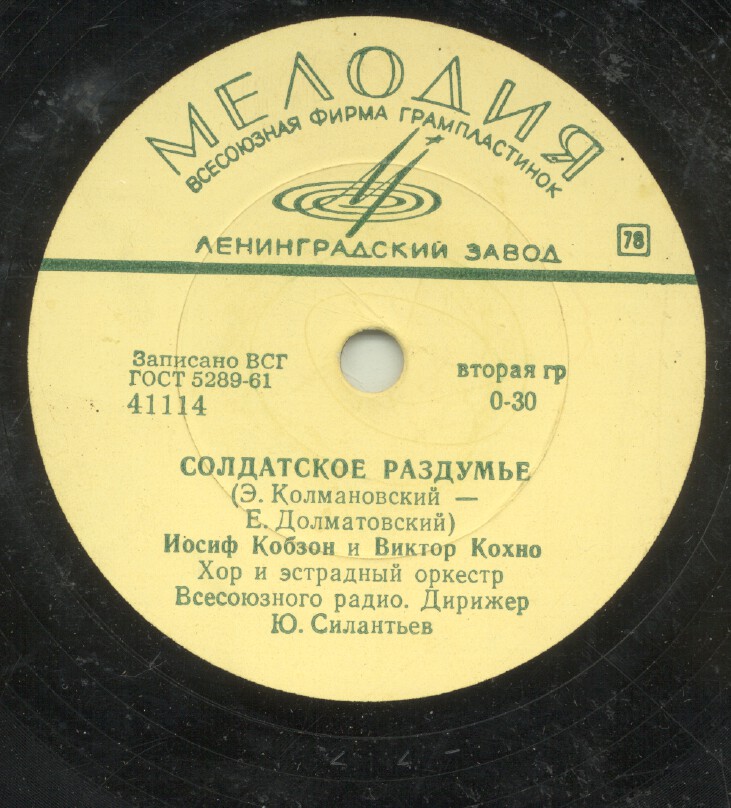 МЕЛОДИЯ
ВСЕСОЮЗНАЯ ФИРМА ГРАМПЛАСТИНОК
ЛЕНИНГРАДСКИЙ ЗАВОД
78
Записано ВСГ
ГОСТ 5289-61
41114
вторая гр
0-30
СОЛДАТСКОЕ РАЗДУМЬЕ
(Э. Колмановский —
Е. Долматовский)
Иосиф Кобзон и Виктор Кохно
Хор и эстрадный оркестр
Всесоюзного радио. Дирижер
Ю. Силантьев